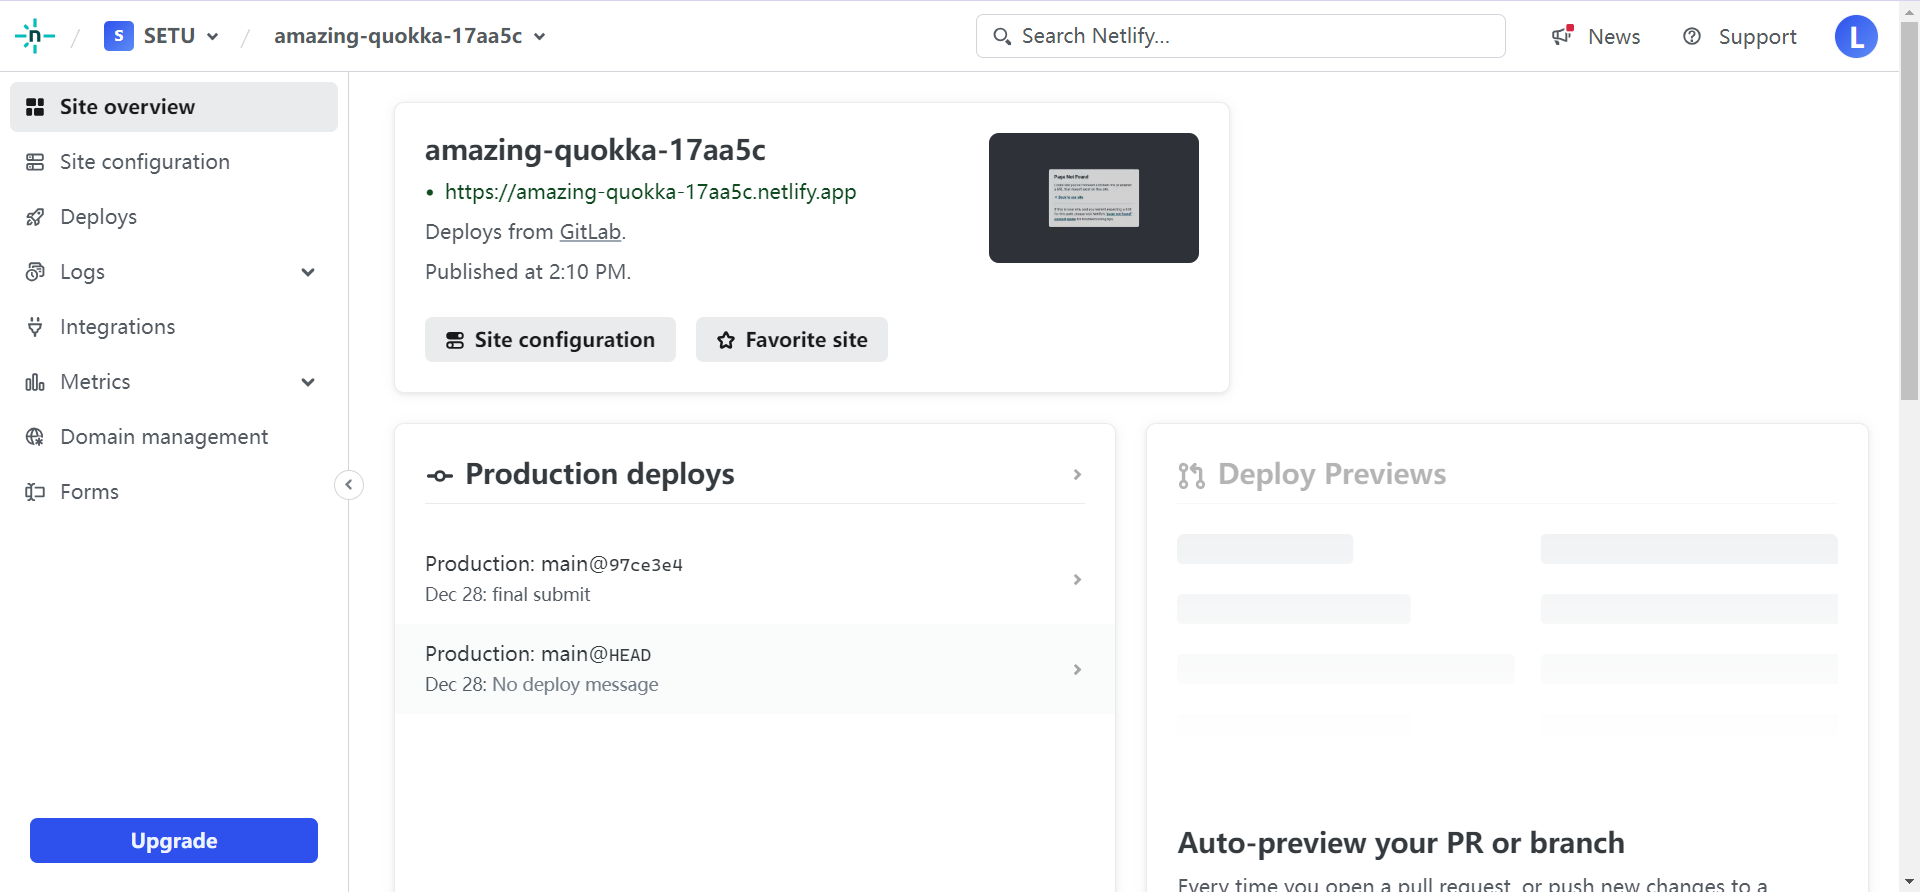 n
S
SETU
amazing-quokka-17aa5c
Search Netlify...
News
Support
L
Site overview
Site configuration
Deploys
Logs
Integrations
Metrics
Domain management
Forms
Upgrade
amazing-quokka-17aa5c
https://amazing-quokka-17aa5c.netlify.app
Deploys from GitLab.
Published at 2:10 PM.
Page Not Found
Site configuration
Favorite site
Production deploys
Production: main@97ce3e4
Dec 28: final submit
Production: main@HEAD
Dec 28: No deploy message
Deploy Previews
Auto-preview your PR or branch
Every time you open a pull request, or push new changes to a